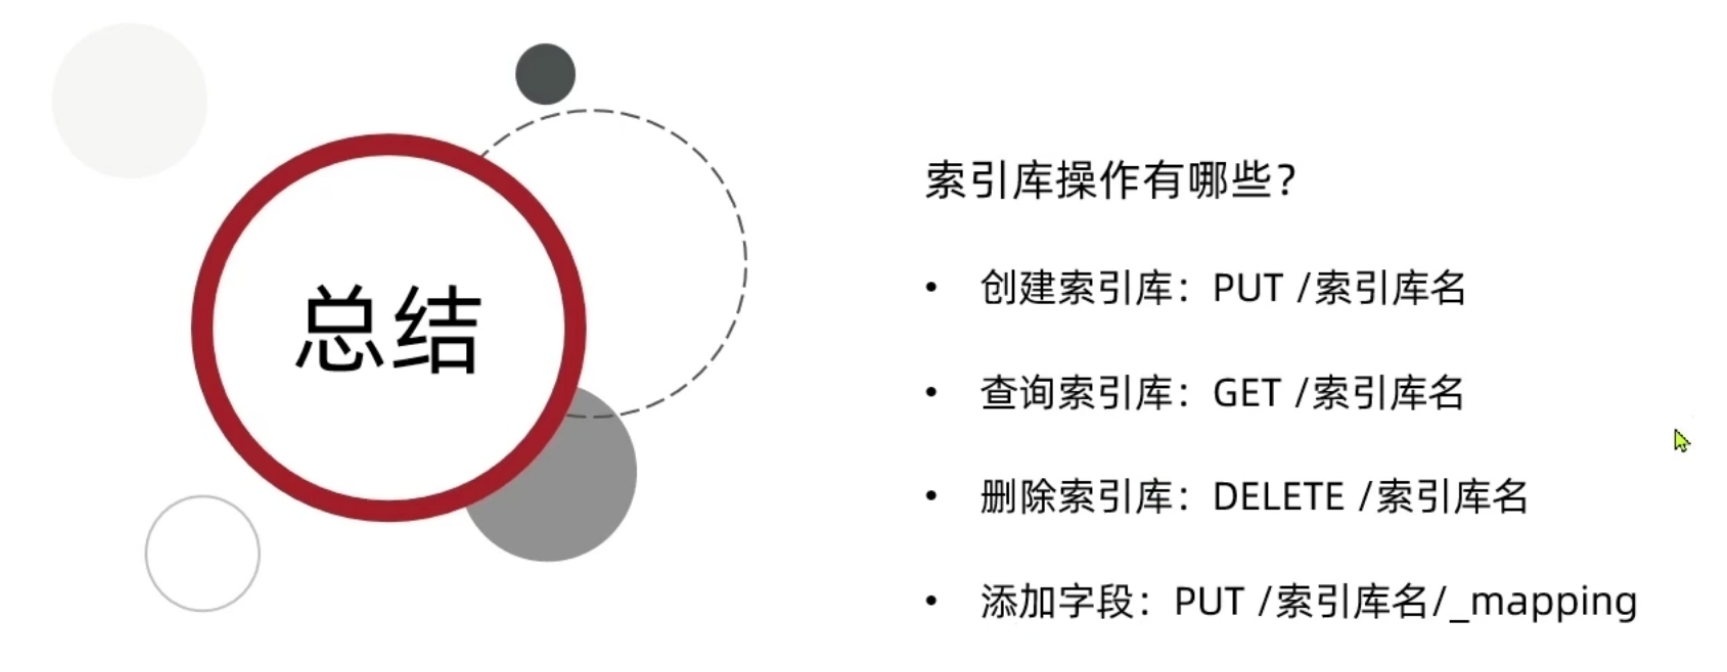 总结
索引库操作有哪些？
• 创建索引库：PUT /索引库名
• 查询索引库：GET /索引库名
• 删除索引库：DELETE /索引库名
• 添加字段：PUT /索引库名/_mapping